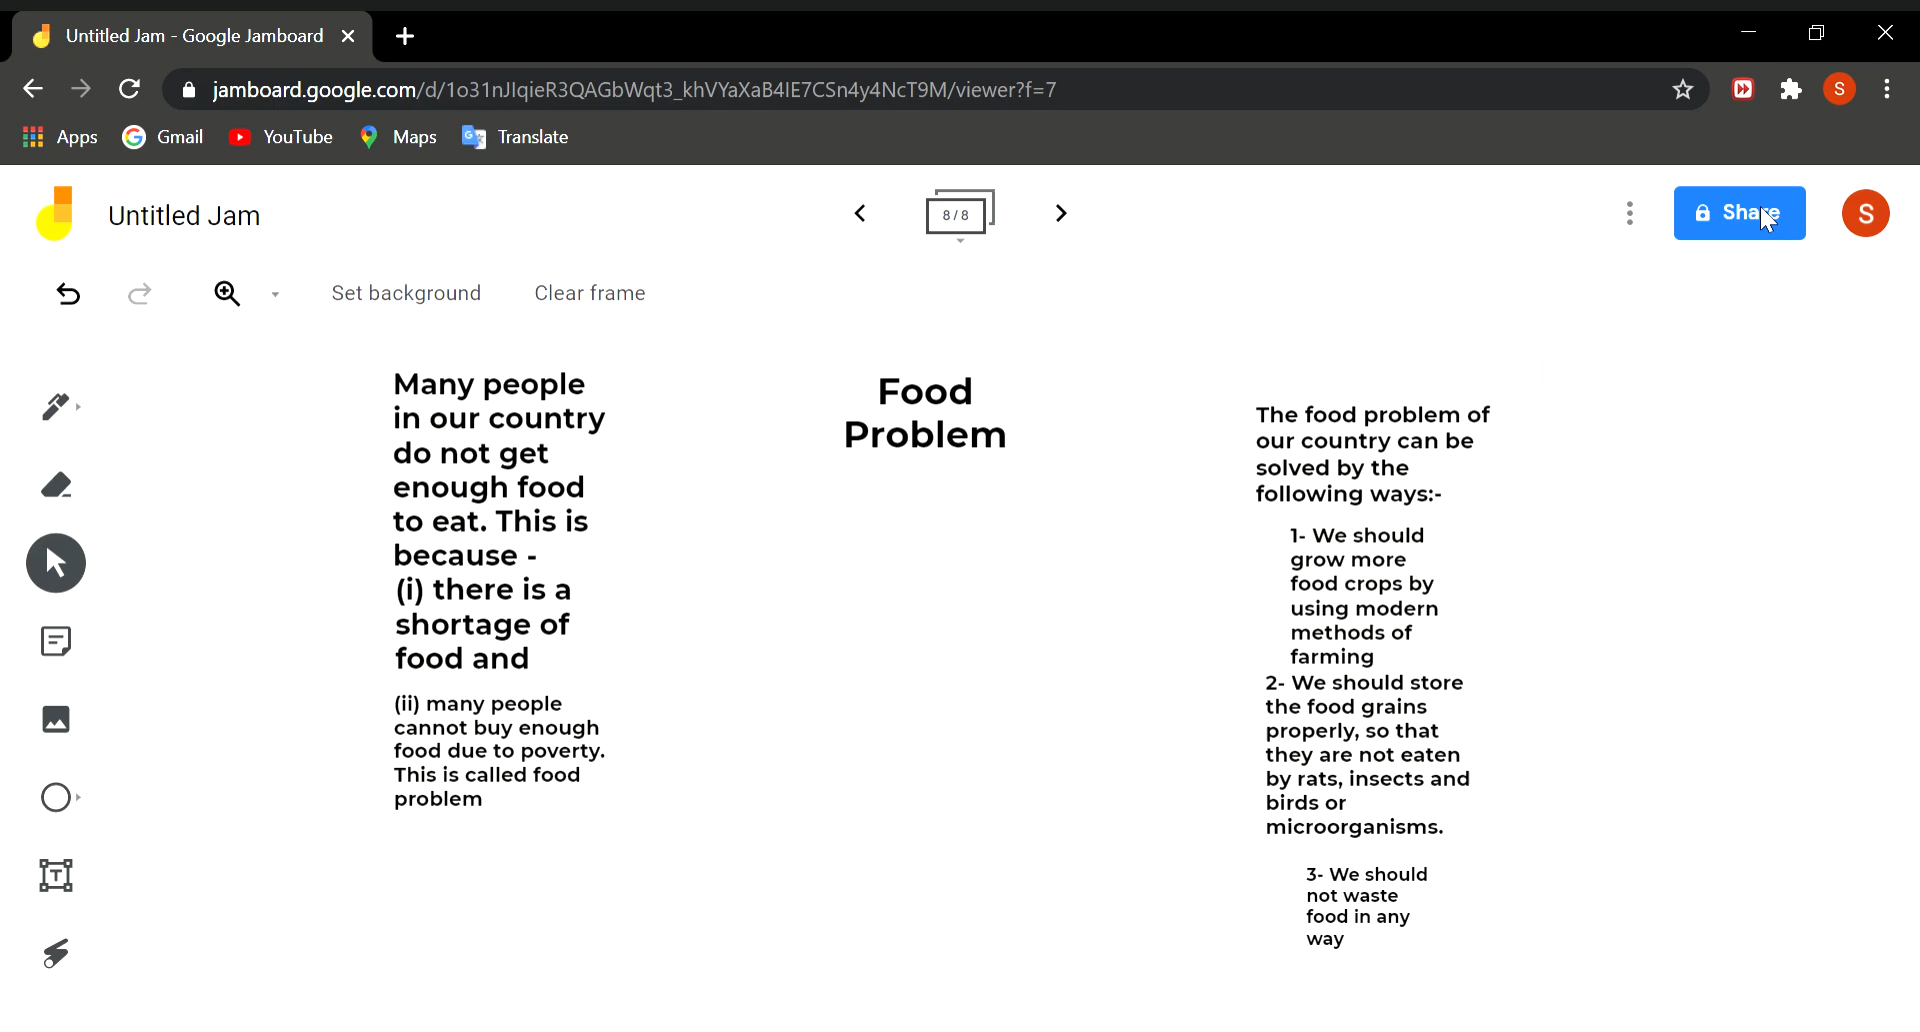 Untitled Jam - Google Jamboard
jamboard.google.com/d/1o31nJIqieR3QAGbWqt3_khVYaXaB4IE7CSn4y4NcT9M/viewer?f=7
S
Apps
Gmail
YouTube
Maps
Translate
Untitled Jam
8/8
Share
S
Set background
Clear frame
Many people
in our country
do not get
enough food
to eat. This is
because -
(i) there is a
shortage of
food and
(ii) many people
cannot buy enough
food due to poverty.
This is called food
problem
Food
Problem
The food problem of
our country can be
solved by the
following ways:-
1- We should
grow more
food crops by
using modern
methods of
farming
2- We should store
the food grains
properly, so that
they are not eaten
by rats, insects and
birds or
microorganisms.
3- We should
not waste
food in any
way